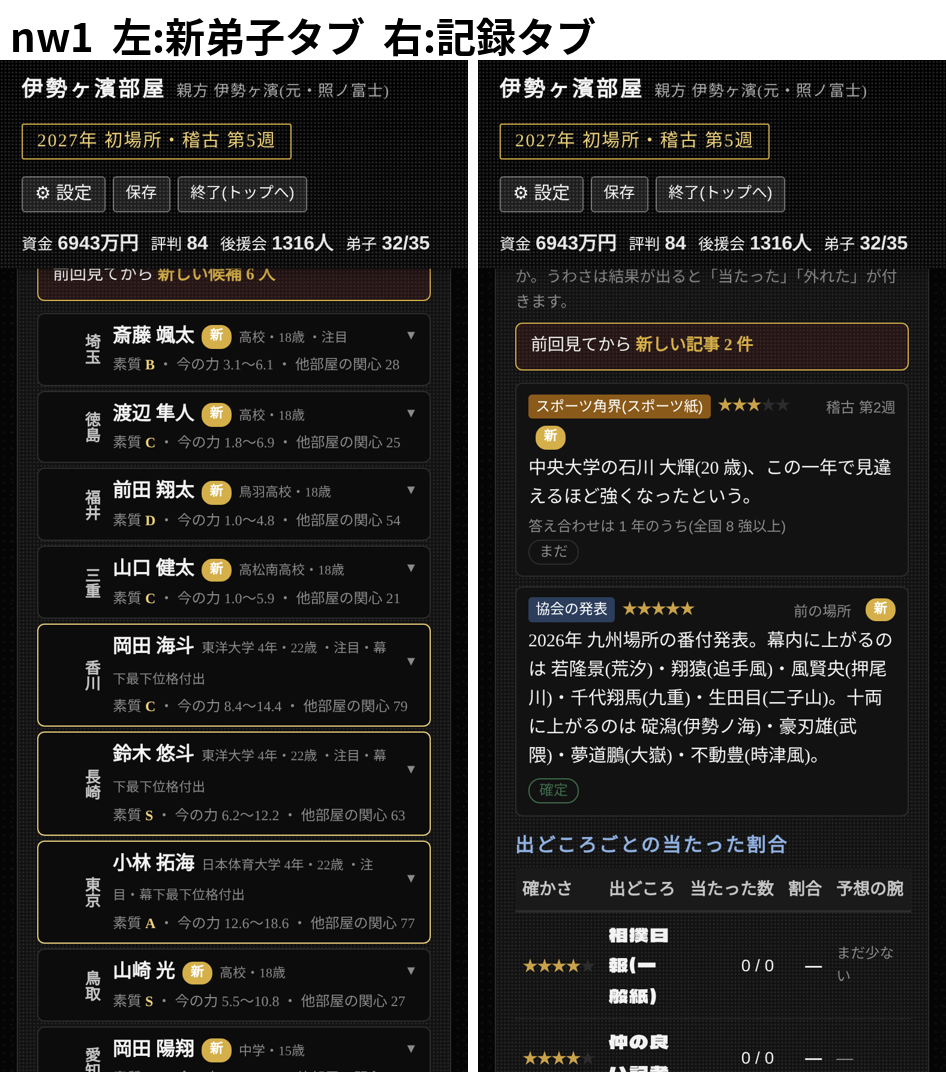 nw1 左:新弟子タブ 右:記録タブ
伊勢ヶ濱部屋 親方 伊勢ヶ濱(元・照ノ富士)
2027年 初場所・稽古 第5週
⚙ 設定 保存 終了(トップへ)
資金 6943万円 評判 84 後援会 1316人 弟子 32/35
前回見てから 新しい候補 6 人
埼玉 斎藤 颯太 新 高校・18歳 ・注目 ▼
素質 B ・ 今の力 3.1〜6.1 ・ 他部屋の関心 28
徳島 渡辺 隼人 新 高校・18歳 ▼
素質 C ・ 今の力 1.8〜6.9 ・ 他部屋の関心 25
福井 前田 翔太 新 鳥羽高校・18歳 ▼
素質 D ・ 今の力 1.0〜4.8 ・ 他部屋の関心 54
三重 山口 健太 新 高松南高校・18歳 ▼
素質 C ・ 今の力 1.0〜5.9 ・ 他部屋の関心 21
香川 岡田 海斗 東洋大学 4年・22歳 ・注目・幕 ▼
下最下位格付出
素質 C ・ 今の力 8.4〜14.4 ・ 他部屋の関心 79
長崎 鈴木 悠斗 東洋大学 4年・22歳 ・注目・幕 ▼
下最下位格付出
素質 S ・ 今の力 6.2〜12.2 ・ 他部屋の関心 63
東京 小林 拓海 日本体育大学 4年・22歳 ・注 ▼
目・幕下最下位格付出
素質 A ・ 今の力 12.6〜18.6 ・ 他部屋の関心 77
鳥取 山崎 光 新 高校・18歳 ▼
素質 S ・ 今の力 5.5〜10.8 ・ 他部屋の関心 27
愛知 岡田 陽翔 新 中学・15歳 ▼
伊勢ヶ濱部屋 親方 伊勢ヶ濱(元・照ノ富士)
2027年 初場所・稽古 第5週
⚙ 設定 保存 終了(トップへ)
資金 6943万円 評判 84 後援会 1316人 弟子 32/35
か。うわさは結果が出ると「当たった」「外れた」が付
きます。
前回見てから 新しい記事 2 件
スポーツ角界(スポーツ紙) ★★★★★ 稽古 第2週
新
中央大学の石川 大輝(20 歳)、この一年で見違
えるほど強くなったという。
答え合わせは 1 年のうち(全国 8 強以上)
まだ
協会の発表 ★★★★★ 前の場所 新
2026年 九州場所の番付発表。幕内に上がるの
は 若隆景(荒汐)・翔猿(追手風)・風賢央(押尾
川)・千代翔馬(九重)・生田目(二子山)。十両
に上がるのは 碇潟(伊勢ノ海)・豪刃雄(武
隈)・夢道鵬(大嶽)・不動豊(時津風)。
確定
出どころごとの当たった割合
確かさ 出どころ 当たった数 割合 予想の腕
★★★★★ 相撲日 0 / 0 — まだ少な
報(一 い
般紙)
★★★★★ 仲の良 0 / 0 — —